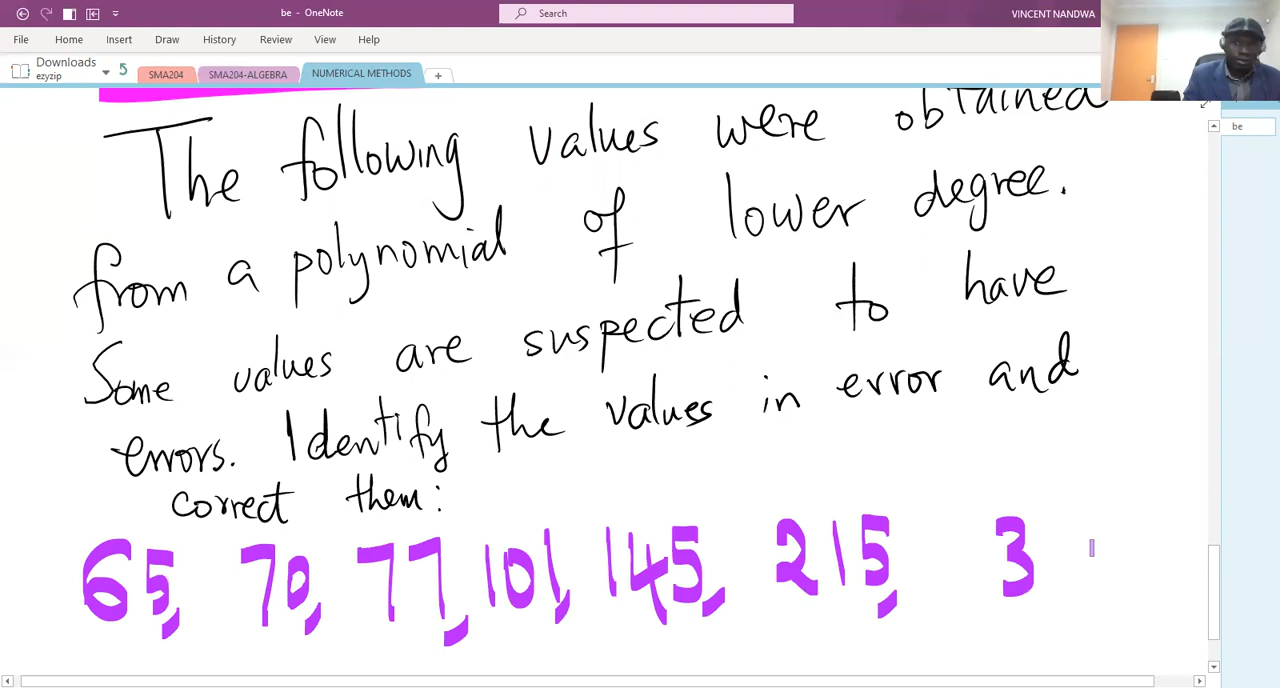 be - OneNote
Search
VINCENT NANDWA
File Home Insert Draw History Review View Help
Downloads
ezyzip
SMA204 SMA204-ALGEBRA NUMERICAL METHODS +
be
The following values were obtained
from a polynomial of lower degree.
Some values are suspected to have
errors. Identify the values in error and
correct them:
65, 70, 77, 101, 145, 215, 3